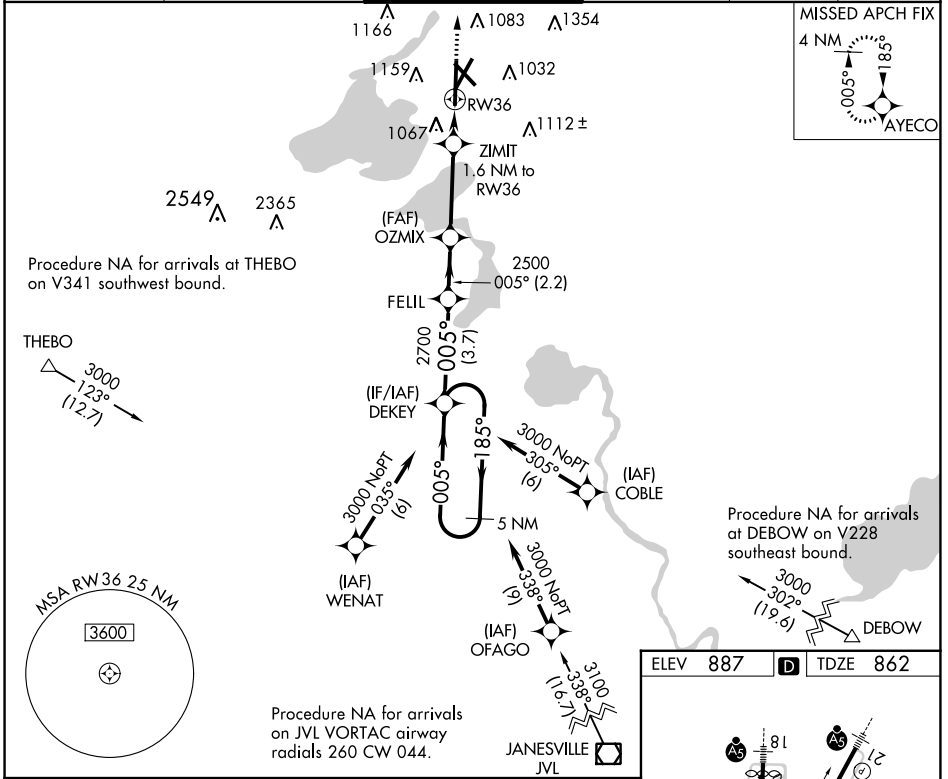 1166
1083
1354
MISSED APCH FIX
4 NM
005°
185°
AYECO
1159
1032
RW36
1067
1112 ±
ZIMIT
1.6 NM to
RW36
2549
2365
(FAF)
OZMIX
Procedure NA for arrivals at THEBO
on V341 southwest bound.
2500
005° (2.2)
FELIL
THEBO
3000
123°
(12.7)
2700
005°
(3.7)
(IF/IAF)
DEKEY
185°
005°
5 NM
3000 NoPT
305°
(6)
(IAF)
COBLE
3000 NoPT
035°
(6)
(IAF)
WENAT
Procedure NA for arrivals
at DEBOW on V228
southeast bound.
3000 NoPT
338°
(9)
(IAF)
OFAGO
3000
302°
(19.6)
DEBOW
MSA RW36 25 NM
3600
3100
338°
(16.7)
JANESVILLE
JVL
Procedure NA for arrivals
on JVL VORTAC airway
radials 260 CW 044.
ELEV 887
D
TDZE 862
A5
18
A5
21
P